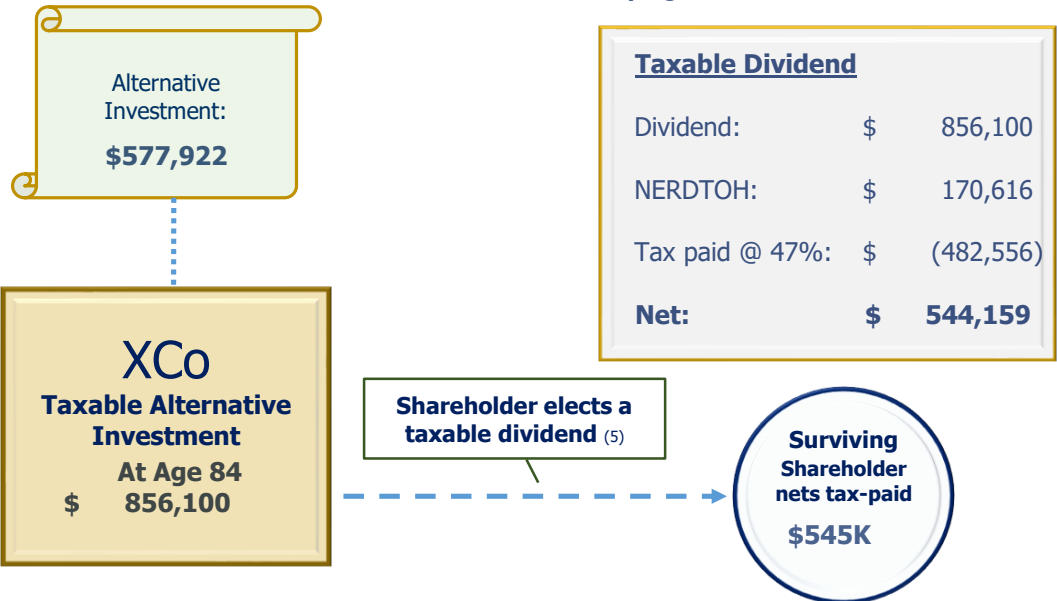 Alternative
Investment:
$577,922
Taxable Dividend
Dividend: $ 856,100
NERDTOH: $ 170,616
Tax paid @ 47%: $ (482,556)
Net: $ 544,159
XCo
Taxable Alternative
Investment
At Age 84
$ 856,100
Shareholder elects a
taxable dividend (5)
Surviving
Shareholder
nets tax-paid
$545K